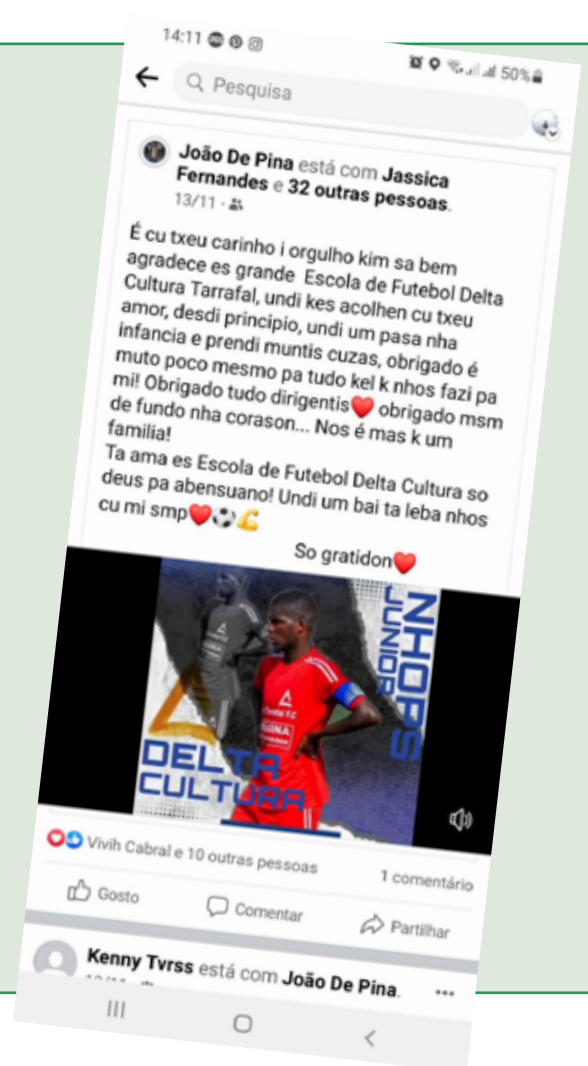 14:11
50%
Pesquisa
João De Pina está com Jassica
Fernandes e 32 outras pessoas.
13/11 ·
É cu txeu carinho i orgulho kim sa bem
agradece es grande Escola de Futebol Delta
Cultura Tarrafal, undi kes acolhen cu txeu
amor, desdi principio, undi um pasa nha
infancia e prendi muntis cuzas, obrigado é
muto poco mesmo pa tudo kel k nhos fazi pa
mi! Obrigado tudo dirigentis❤️ obrigado msm
de fundo nha corason... Nos é mas k um
familia!
Ta ama es Escola de Futebol Delta Cultura so
deus pa abensuano! Undi um bai ta leba nhos
cu mi smp❤️⚽💪
So gratidon❤️
NHOPS
JUNIOR
DELTA
CULTURA
Vivih Cabral e 10 outras pessoas
1 comentário
Gosto
Comentar
Partilhar
Kenny Tvrss está com João De Pina.